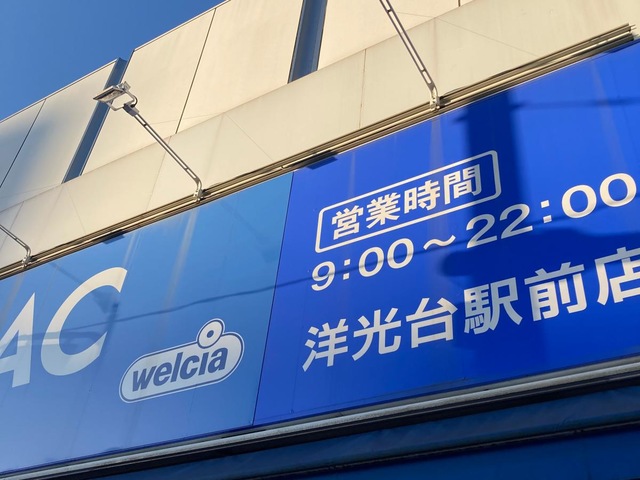 AC
welcia
営業時間
9:00～22:00
洋光台駅前店